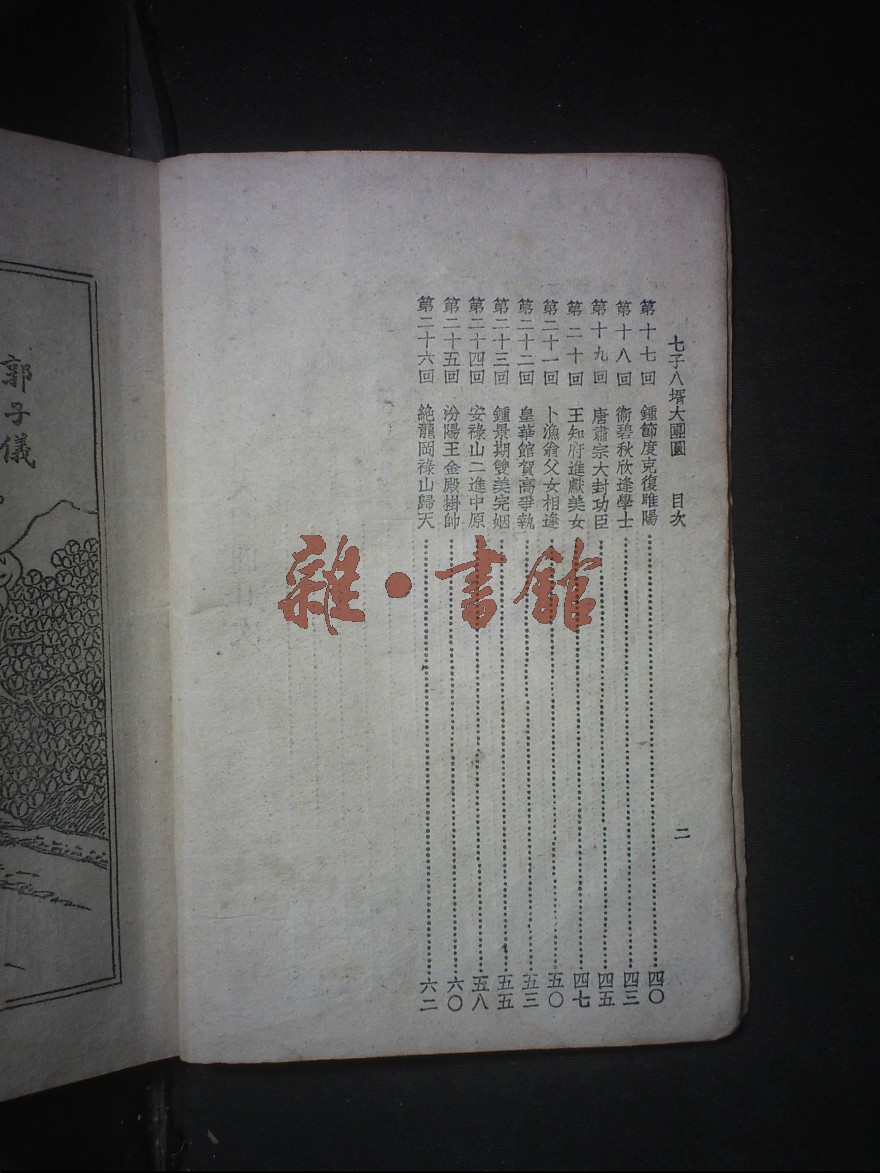 七子八壻大團圓　目次　二
第十七回　鍾節度克復睢陽⋯⋯四〇
第十八回　衞碧秋欣逢學士⋯⋯四三
第十九回　唐肅宗大封功臣⋯⋯四五
第二十回　王知府進獻美女⋯⋯四七
第二十一回　卜漁翁父女相逢⋯⋯五〇
第二十二回　皇華館賀高爭執⋯⋯五三
第二十三回　鍾景期雙美完姻⋯⋯五五
第二十四回　安祿山二進中原⋯⋯五八
第二十五回　汾陽王金殿掛帥⋯⋯六〇
第二十六回　絶龍岡祿山歸天⋯⋯六二
雜·書館
郭子儀
一